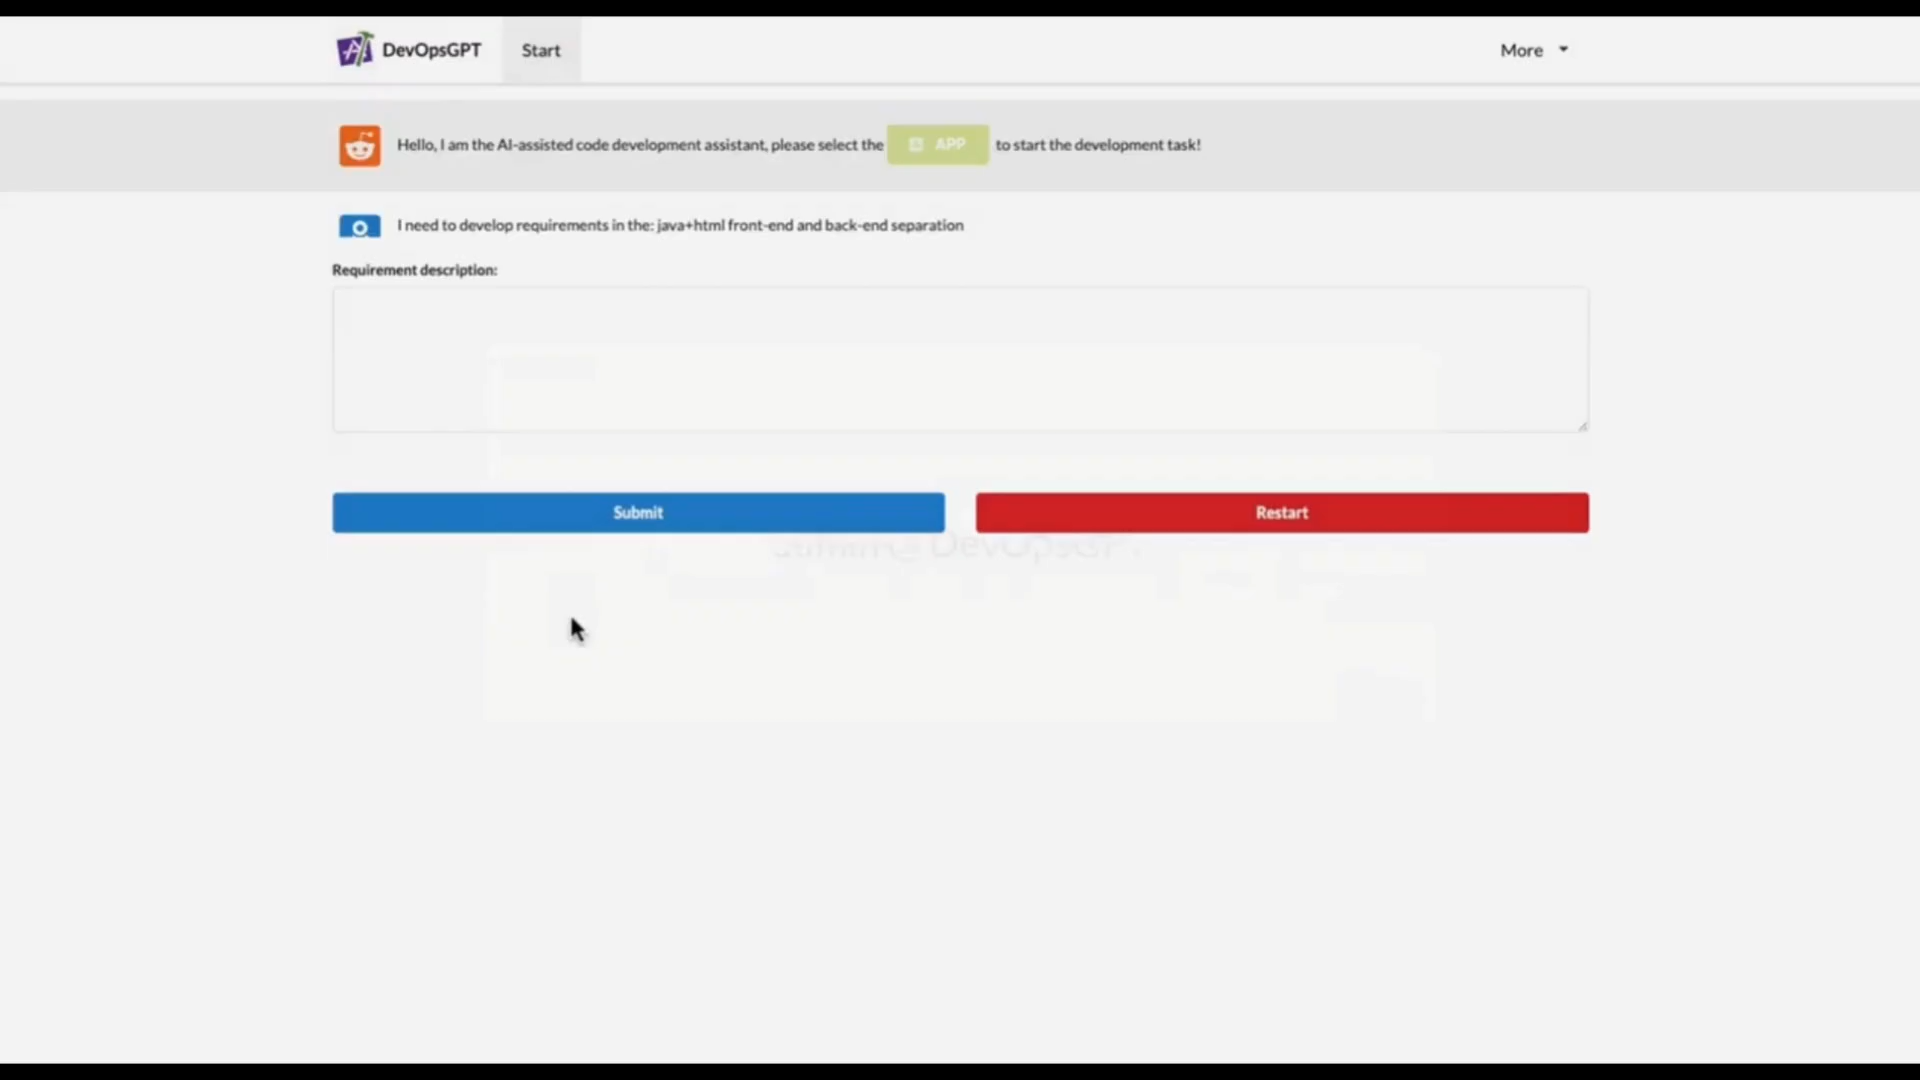 DevOpsGPT
Start
More
Hello, I am the AI-assisted code development assistant, please select the APP to start the development task!
I need to develop requirements in the: java+html front-end and back-end separation
Requirement description:
Submit
Restart
DevOpsGPT